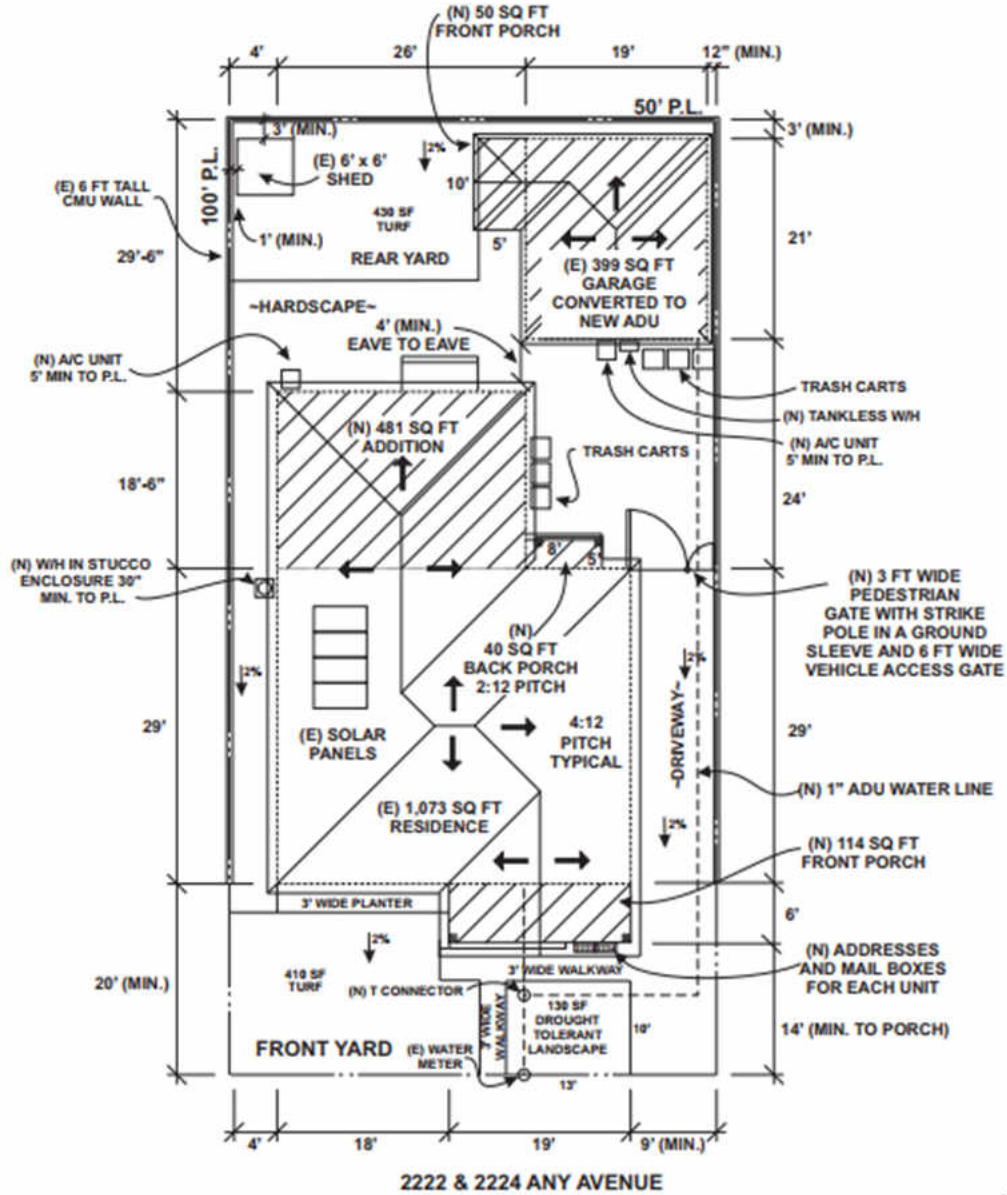 (N) 50 SQ FT
FRONT PORCH
4'
26'
19'
12" (MIN.)
50' P.L.
3' (MIN.)
3' (MIN.)
2%
(E) 6' x 6'
SHED
100' P.L.
(E) 6 FT TALL
CMU WALL
10'
430 SF
TURF
1' (MIN.)
5'
21'
29'-6"
REAR YARD
(E) 399 SQ FT
GARAGE
CONVERTED TO
NEW ADU
~HARDSCAPE~
4' (MIN.)
EAVE TO EAVE
(N) A/C UNIT
5' MIN TO P.L.
TRASH CARTS
(N) TANKLESS W/H
(N) A/C UNIT
5' MIN TO P.L.
(N) 481 SQ FT
ADDITION
TRASH CARTS
18'-6"
24'
8'
5'
(N) W/H IN STUCCO
ENCLOSURE 30"
MIN. TO P.L.
(N) 3 FT WIDE
PEDESTRIAN
GATE WITH STRIKE
POLE IN A GROUND
SLEEVE AND 6 FT WIDE
VEHICLE ACCESS GATE
(N)
40 SQ FT
BACK PORCH
2:12 PITCH
2%
2%
29'
(E) SOLAR
PANELS
4:12
PITCH
TYPICAL
~DRIVEWAY~
29'
(N) 1" ADU WATER LINE
(E) 1,073 SQ FT
RESIDENCE
2%
(N) 114 SQ FT
FRONT PORCH
3' WIDE PLANTER
6'
2%
(N) ADDRESSES
AND MAIL BOXES
FOR EACH UNIT
20' (MIN.)
410 SF
TURF
3' WIDE WALKWAY
(N) T CONNECTOR
3' WIDE
WALKWAY
130 SF
DROUGHT
TOLERANT
LANDSCAPE
10'
14' (MIN. TO PORCH)
FRONT YARD
(E) WATER
METER
13'
4'
18'
19'
9' (MIN.)
2222 & 2224 ANY AVENUE